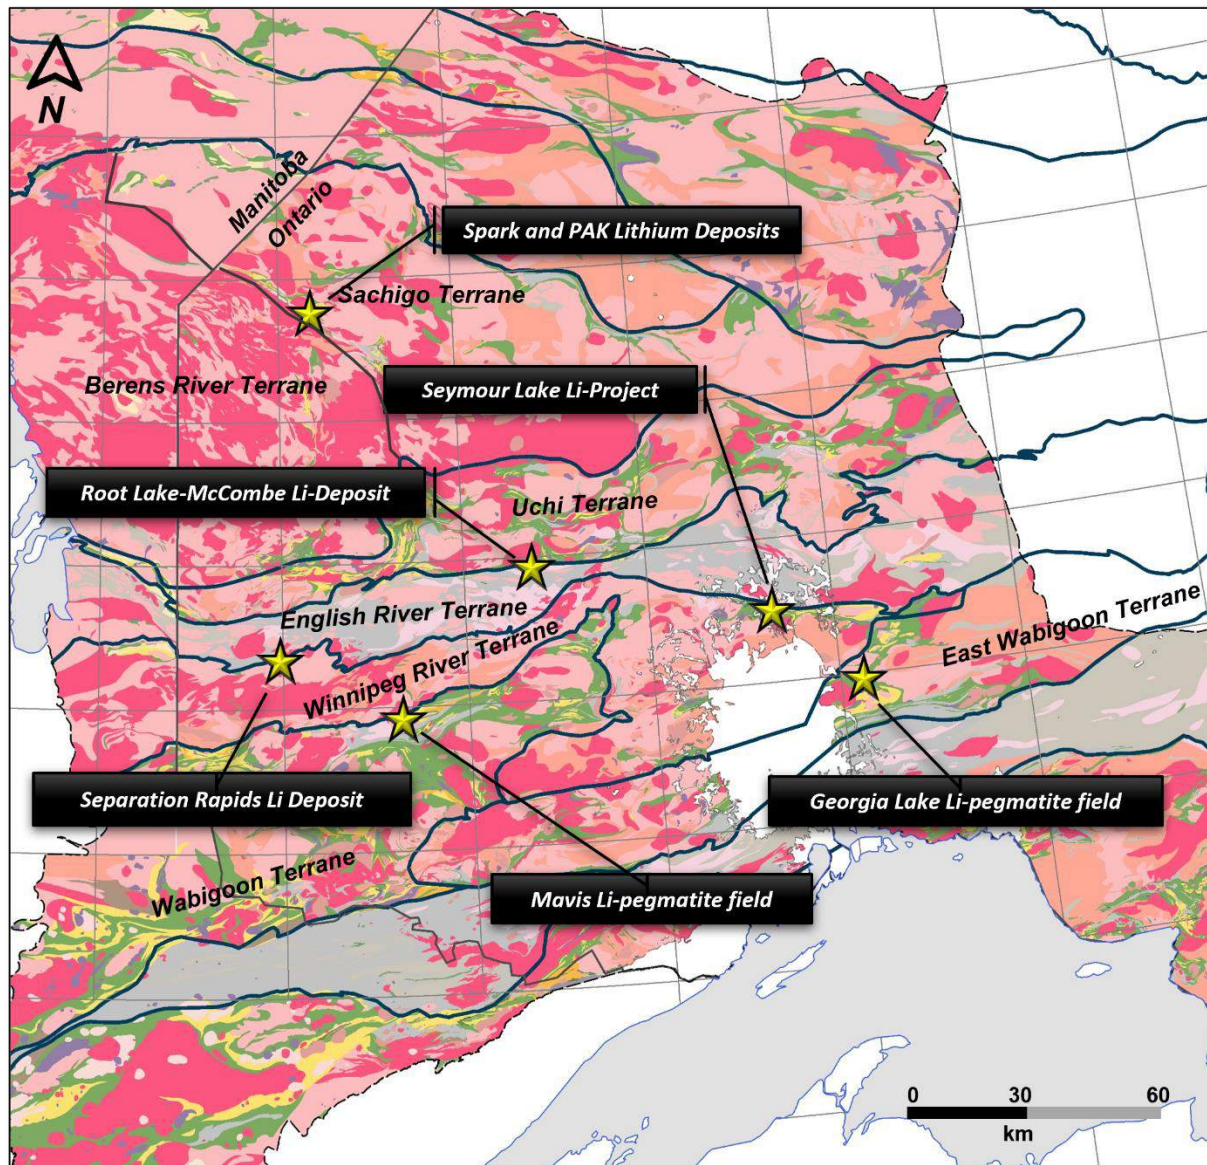 N
Manitoba
Ontario
Spark and PAK Lithium Deposits
Sachigo Terrane
Berens River Terrane
Seymour Lake Li-Project
Root Lake-McCombe Li-Deposit
Uchi Terrane
English River Terrane
Winnipeg River Terrane
East Wabigoon Terrane
Separation Rapids Li Deposit
Georgia Lake Li-pegmatite field
Wabigoon Terrane
Mavis Li-pegmatite field
0 30 60
km